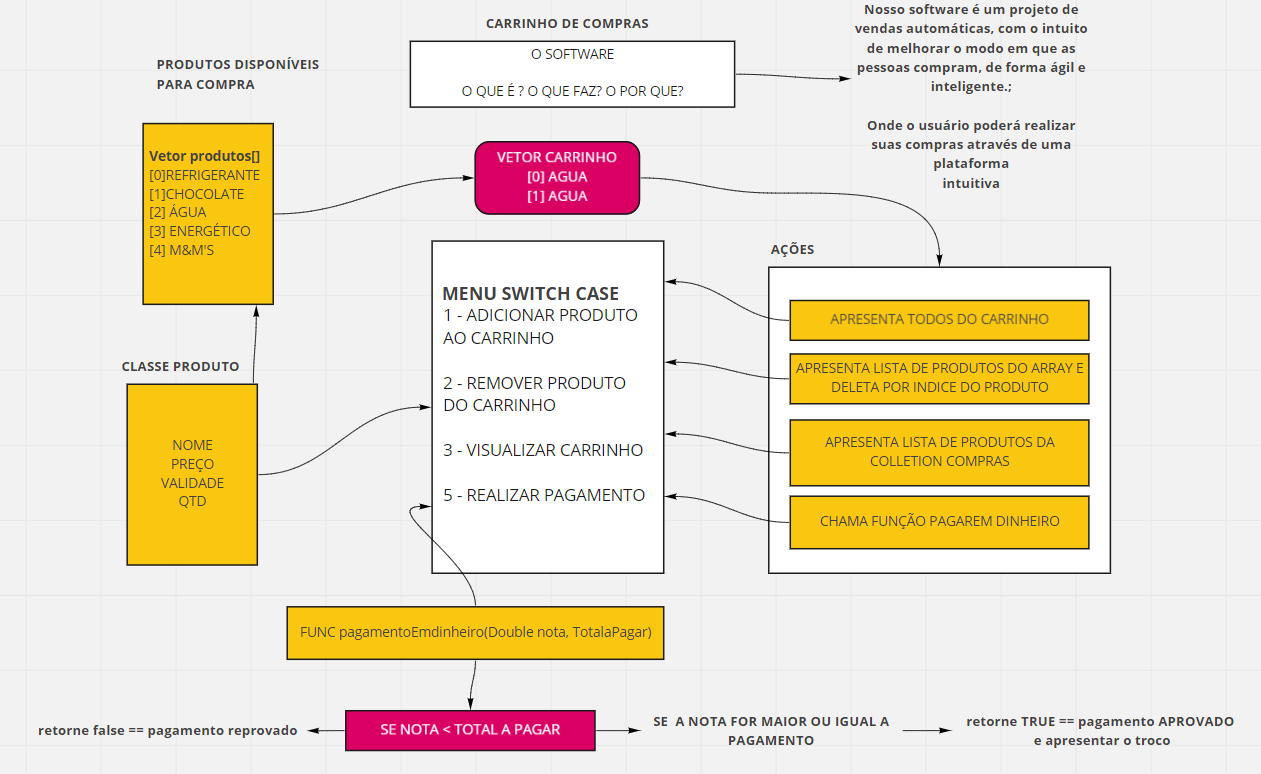 CARRINHO DE COMPRAS
O SOFTWARE
O QUE É ? O QUE FAZ? O POR QUE?
Nosso software é um projeto de
vendas automáticas, com o intuito
de melhorar o modo em que as
pessoas compram, de forma ágil e
inteligente.;
Onde o usuário poderá realizar
suas compras através de uma
plataforma
intuitiva
PRODUTOS DISPONÍVEIS
PARA COMPRA
Vetor produtos[]
[0]REFRIGERANTE
[1]CHOCOLATE
[2] ÁGUA
[3] ENERGÉTICO
[4] M&M'S
VETOR CARRINHO
[0] AGUA
[1] AGUA
CLASSE PRODUTO
NOME
PREÇO
VALIDADE
QTD
MENU SWITCH CASE
1 - ADICIONAR PRODUTO
AO CARRINHO
2 - REMOVER PRODUTO
DO CARRINHO
3 - VISUALIZAR CARRINHO
5 - REALIZAR PAGAMENTO
AÇÕES
APRESENTA TODOS DO CARRINHO
APRESENTA LISTA DE PRODUTOS DO ARRAY E
DELETA POR INDICE DO PRODUTO
APRESENTA LISTA DE PRODUTOS DA
COLLETION COMPRAS
CHAMA FUNÇÃO PAGAREM DINHEIRO
FUNC pagamentoEmdinheiro(Double nota, TotalaPagar)
retorne false == pagamento reprovado
SE NOTA < TOTAL A PAGAR
SE A NOTA FOR MAIOR OU IGUAL A
PAGAMENTO
retorne TRUE == pagamento APROVADO
e apresentar o troco